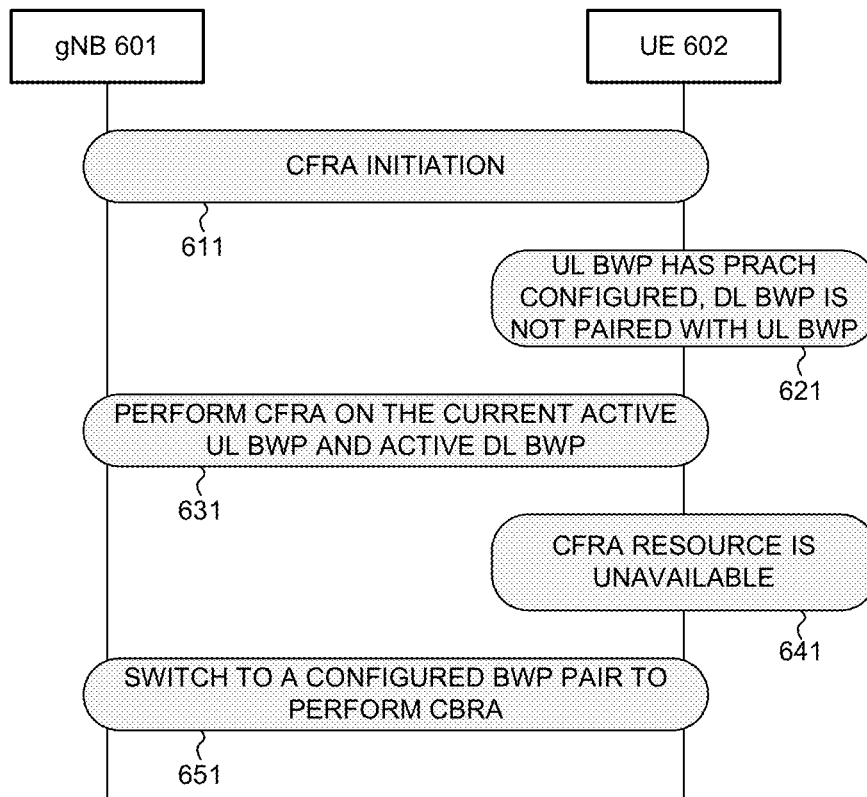 gNB 601
UE 602
CFRA INITIATION
611
UL BWP HAS PRACH
CONFIGURED, DL BWP IS
NOT PAIRED WITH UL BWP
621
PERFORM CFRA ON THE CURRENT ACTIVE
UL BWP AND ACTIVE DL BWP
631
CFRA RESOURCE IS
UNAVAILABLE
641
SWITCH TO A CONFIGURED BWP PAIR TO
PERFORM CBRA
651